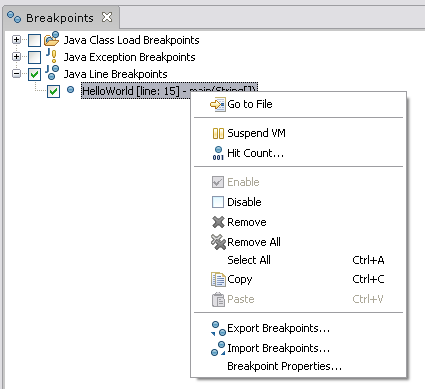 Breakpoints
Java Class Load Breakpoints
Java Exception Breakpoints
Java Line Breakpoints
HelloWorld [line: 15] - main(String[])
Go to File
Suspend VM
Hit Count...
Enable
Disable
Remove
Remove All
Select All Ctrl+A
Copy Ctrl+C
Paste Ctrl+V
Export Breakpoints...
Import Breakpoints...
Breakpoint Properties...